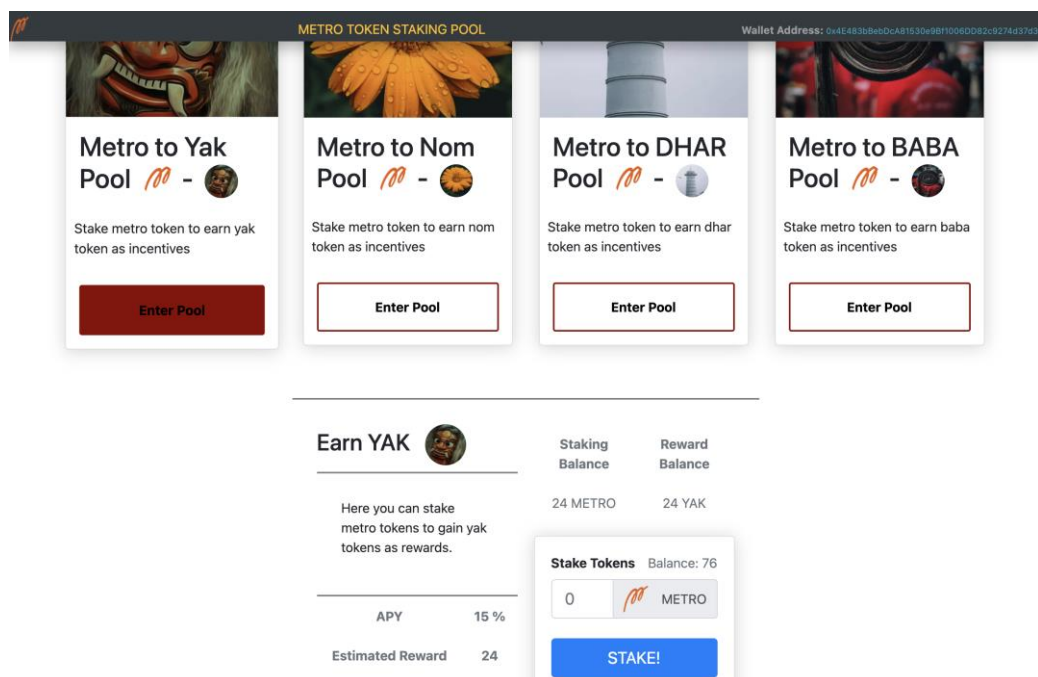 METRO TOKEN STAKING POOL
Wallet Address:
Metro to Yak
Pool -
Stake metro token to earn yak
token as incentives
Enter Pool
Metro to Nom
Pool -
Stake metro token to earn nom
token as incentives
Enter Pool
Metro to DHAR
Pool -
Stake metro token to earn dhar
token as incentives
Enter Pool
Metro to BABA
Pool -
Stake metro token to earn baba
token as incentives
Enter Pool
Earn YAK
Here you can stake
metro tokens to gain yak
tokens as rewards.
APY 15 %
Estimated Reward 24
Staking Reward
Balance Balance
24 METRO 24 YAK
Stake Tokens Balance: 76
0 METRO
STAKE!